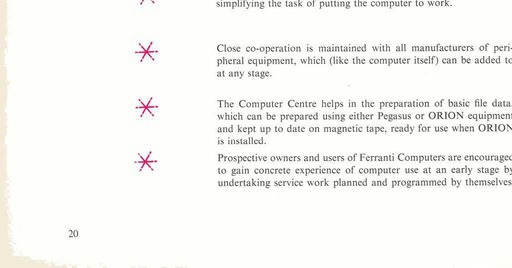 simplifying the task of putting the computer to work.
Close co-operation is maintained with all manufacturers of peri-
pheral equipment, which (like the computer itself) can be added to
at any stage.
The Computer Centre helps in the preparation of basic file data
which can be prepared using either Pegasus or ORION equipment
and kept up to date on magnetic tape, ready for use when ORION
is installed.
Prospective owners and users of Ferranti Computers are encouraged
to gain concrete experience of computer use at an early stage by
undertaking service work planned and programmed by themselves
20